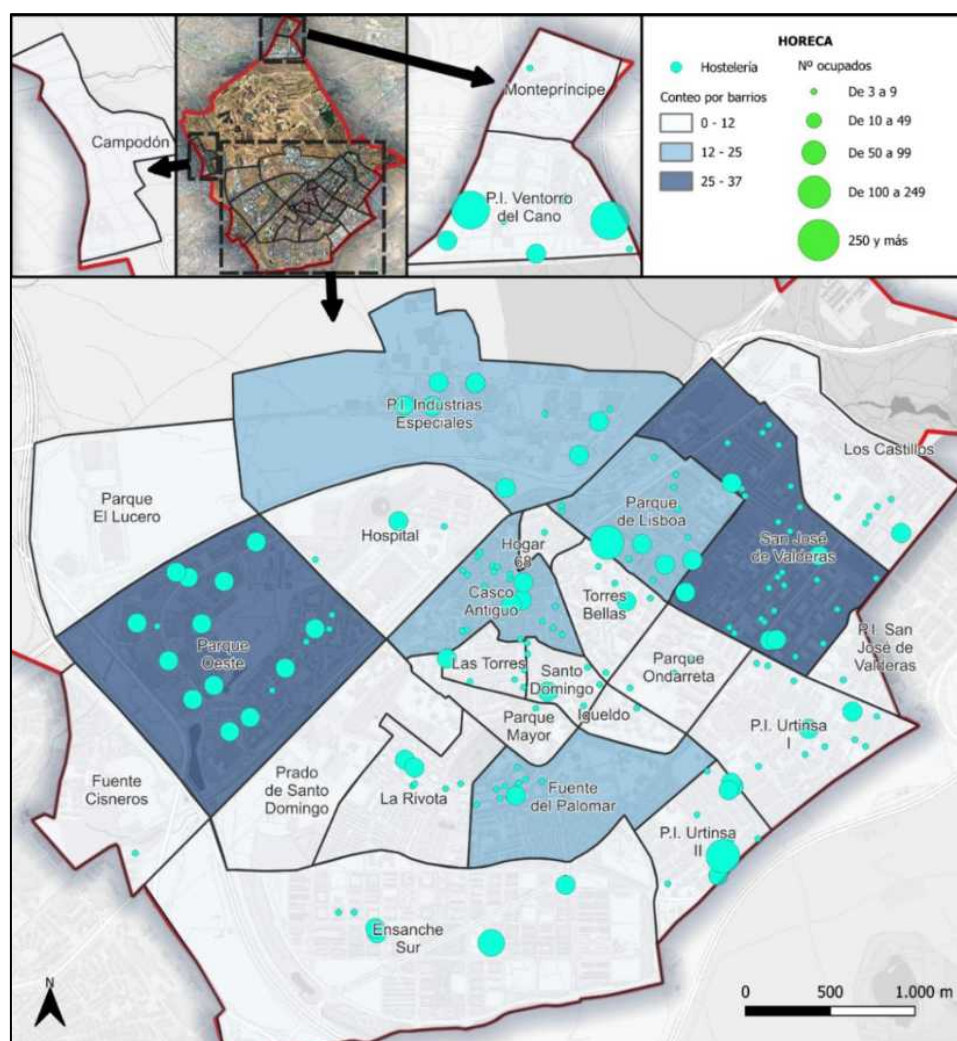 Campodón
Montepríncipe
P.I. Ventorro
del Cano
HORECA
Hostelería
Conteo por barrios
0 - 12
12 - 25
25 - 37
Nº ocupados
De 3 a 9
De 10 a 49
De 50 a 99
De 100 a 249
250 y más
P.I. Industrias
Especiales
Los Castillos
Parque
El Lucero
Hospital
Parque
de Lisboa
San José
de Valderas
Hogar
68
Casco
Antiguo
Torres
Bellas
Parque
Oeste
Las Torres
Santo
Domingo
Parque
Ondarreta
P.I. San
José de
Valderas
Parque
Mayor
Igueldo
P.I. Urtinsa
I
Fuente
Cisneros
Prado
de Santo
Domingo
La Rivota
Fuente
del Palomar
P.I. Urtinsa
II
Ensanche
Sur
N
0 500 1.000 m